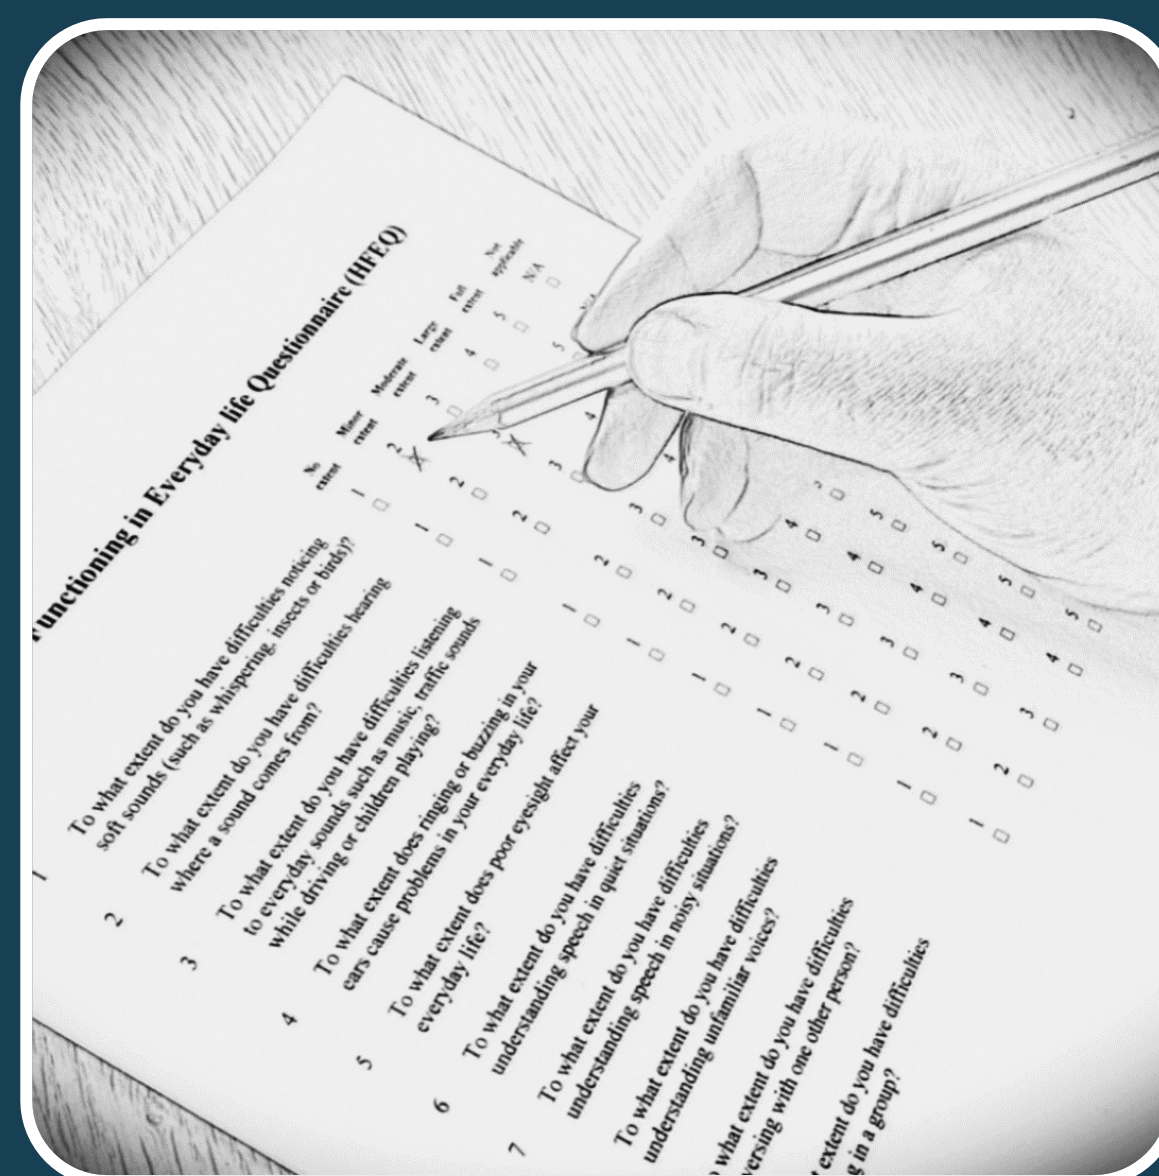 Functioning in Everyday life Questionnaire (HFEQ)
No extent
Minor extent
Moderate extent
Large extent
Full extent
Not applicable
1 To what extent do you have difficulties noticing
soft sounds (such as whispering, insects or birds)?
1 2 3 4 5 N/A
2 To what extent do you have difficulties hearing
where a sound comes from?
1 2 5 N/A
3 To what extent do you have difficulties listening
to everyday sounds such as music, traffic sounds
while driving or children playing?
1 2 3 4
4 To what extent does ringing or buzzing in your
ears cause problems in your everyday life?
1 2 3 4
5 To what extent does poor eyesight affect your
everyday life?
1 2 3
6 To what extent do you have difficulties
understanding speech in quiet situations?
1 2 3 4 5
7 To what extent do you have difficulties
understanding speech in noisy situations?
1 2 3 4 5
To what extent do you have difficulties
understanding unfamiliar voices?
1 2 3 4 5
what extent do you have difficulties
with one other person?
1 2 3 4 5
extent do you have difficulties
in a group?
1 2 3 4 5